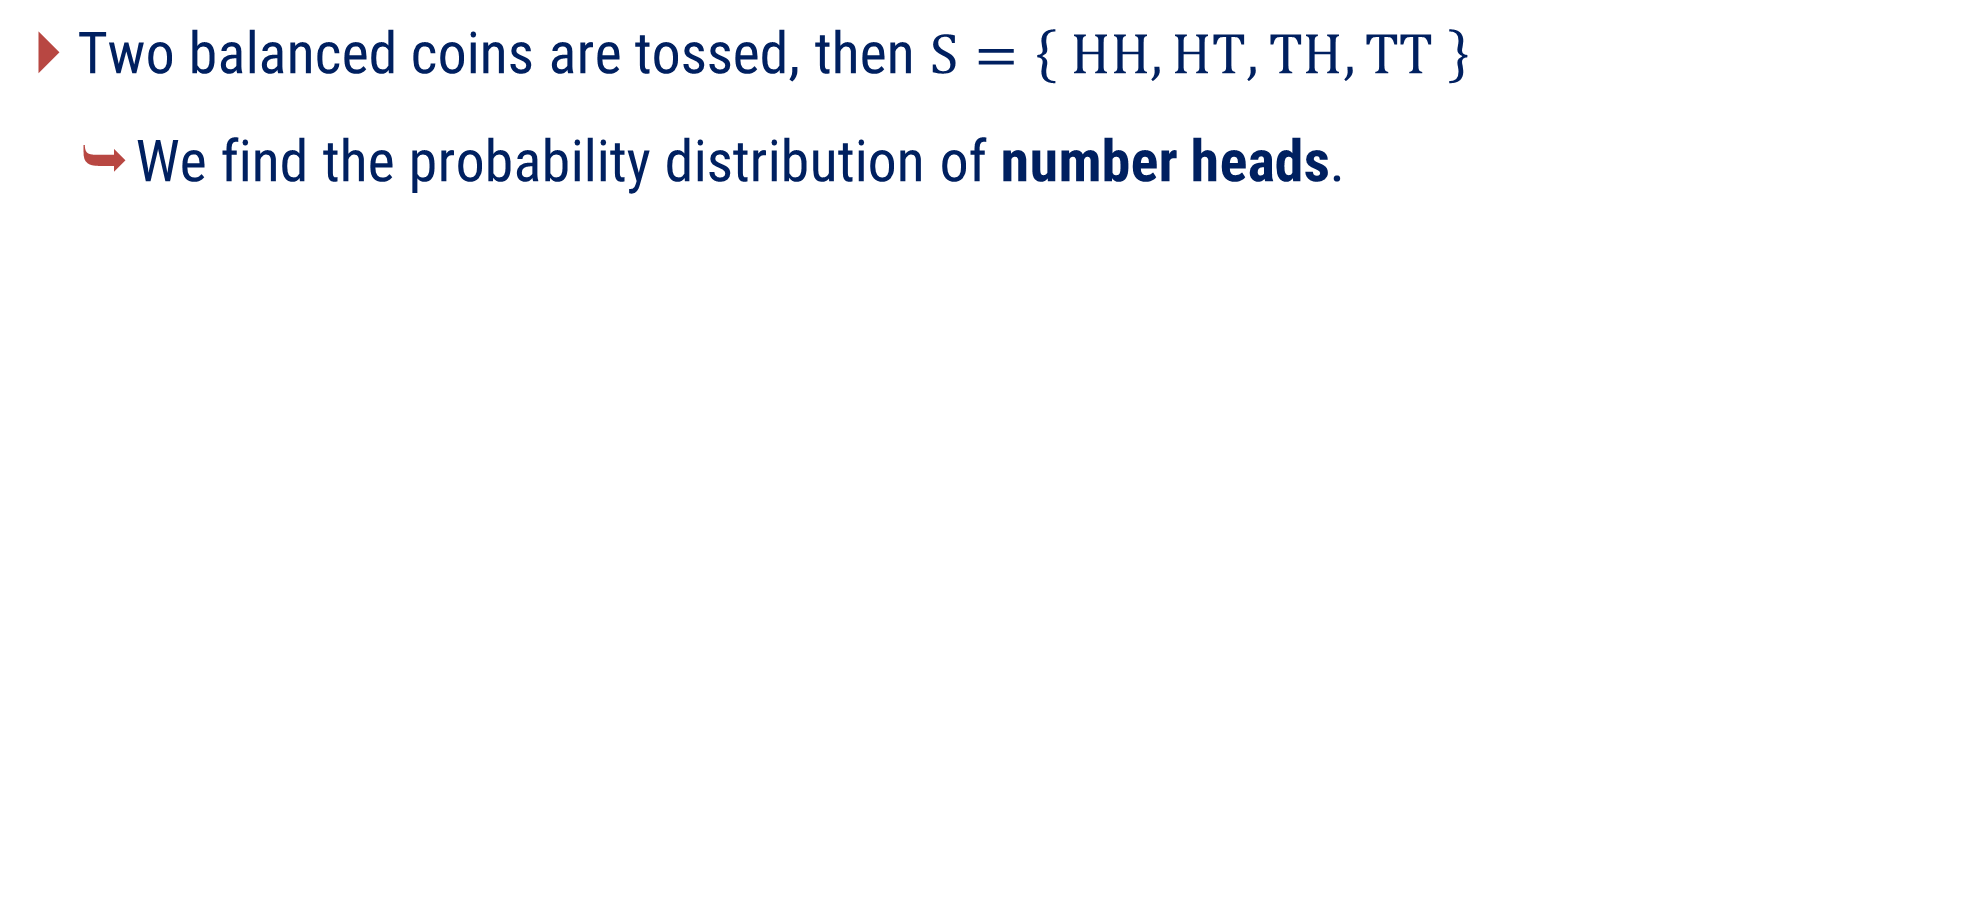 Two balanced coins are tossed, then S = { HH, HT, TH, TT }
We find the probability distribution of number heads.